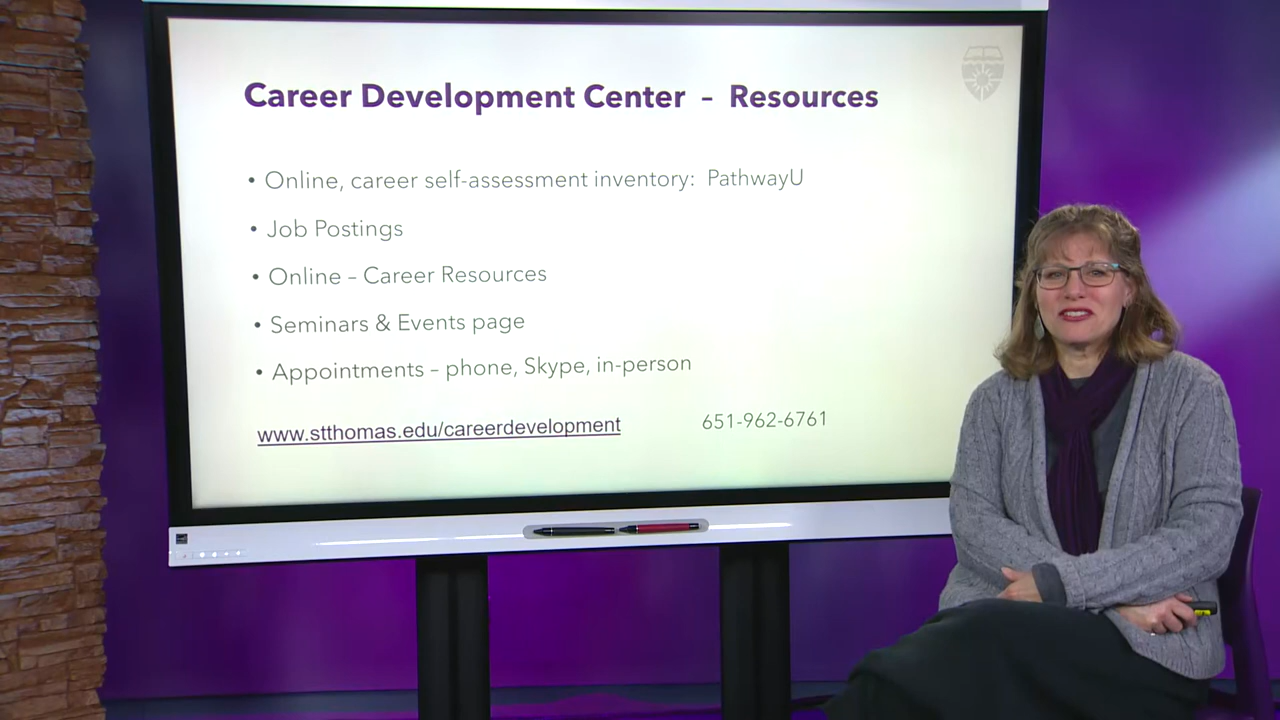 Career Development Center – Resources
• Online, career self-assessment inventory: PathwayU
• Job Postings
• Online – Career Resources
• Seminars & Events page
• Appointments – phone, Skype, in-person
www.stthomas.edu/careerdevelopment 651-962-6761